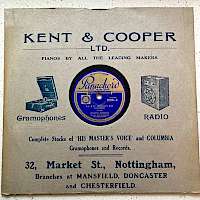 KENT & COOPER
LTD.
PIANOS BY ALL THE LEADING MAKERS
Panachord
Gramophones
RADIO
Complete Stocks of 'HIS MASTER'S VOICE and COLUMBIA
Gramophones and Records.
32, Market St., Nottingham,
Branches at MANSFIELD, DONCASTER
and CHESTERFIELD.